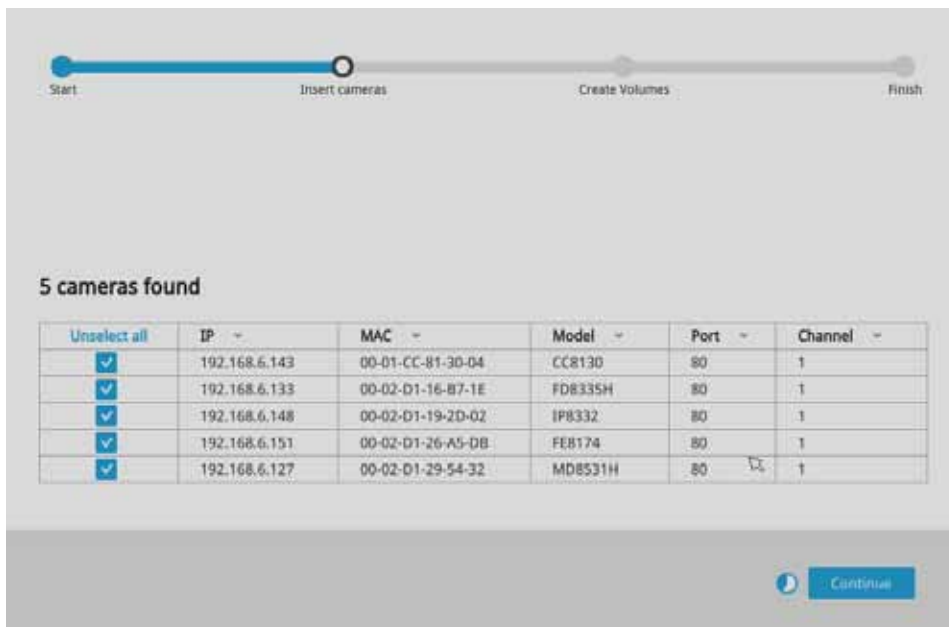 Start Insert cameras Create Volumes Finish
5 cameras found
Unselect all IP MAC Model Port Channel
192.168.6.143 00-01-CC-81-30-04 CC8130 80 1
192.168.6.133 00-02-D1-16-B7-1E FD8335H 80 1
192.168.6.148 00-02-D1-19-2D-02 IP8332 80 1
192.168.6.151 00-02-D1-26-A5-DB FE8174 80 1
192.168.6.127 00-02-D1-29-54-32 MD8531H 80 1
Continue